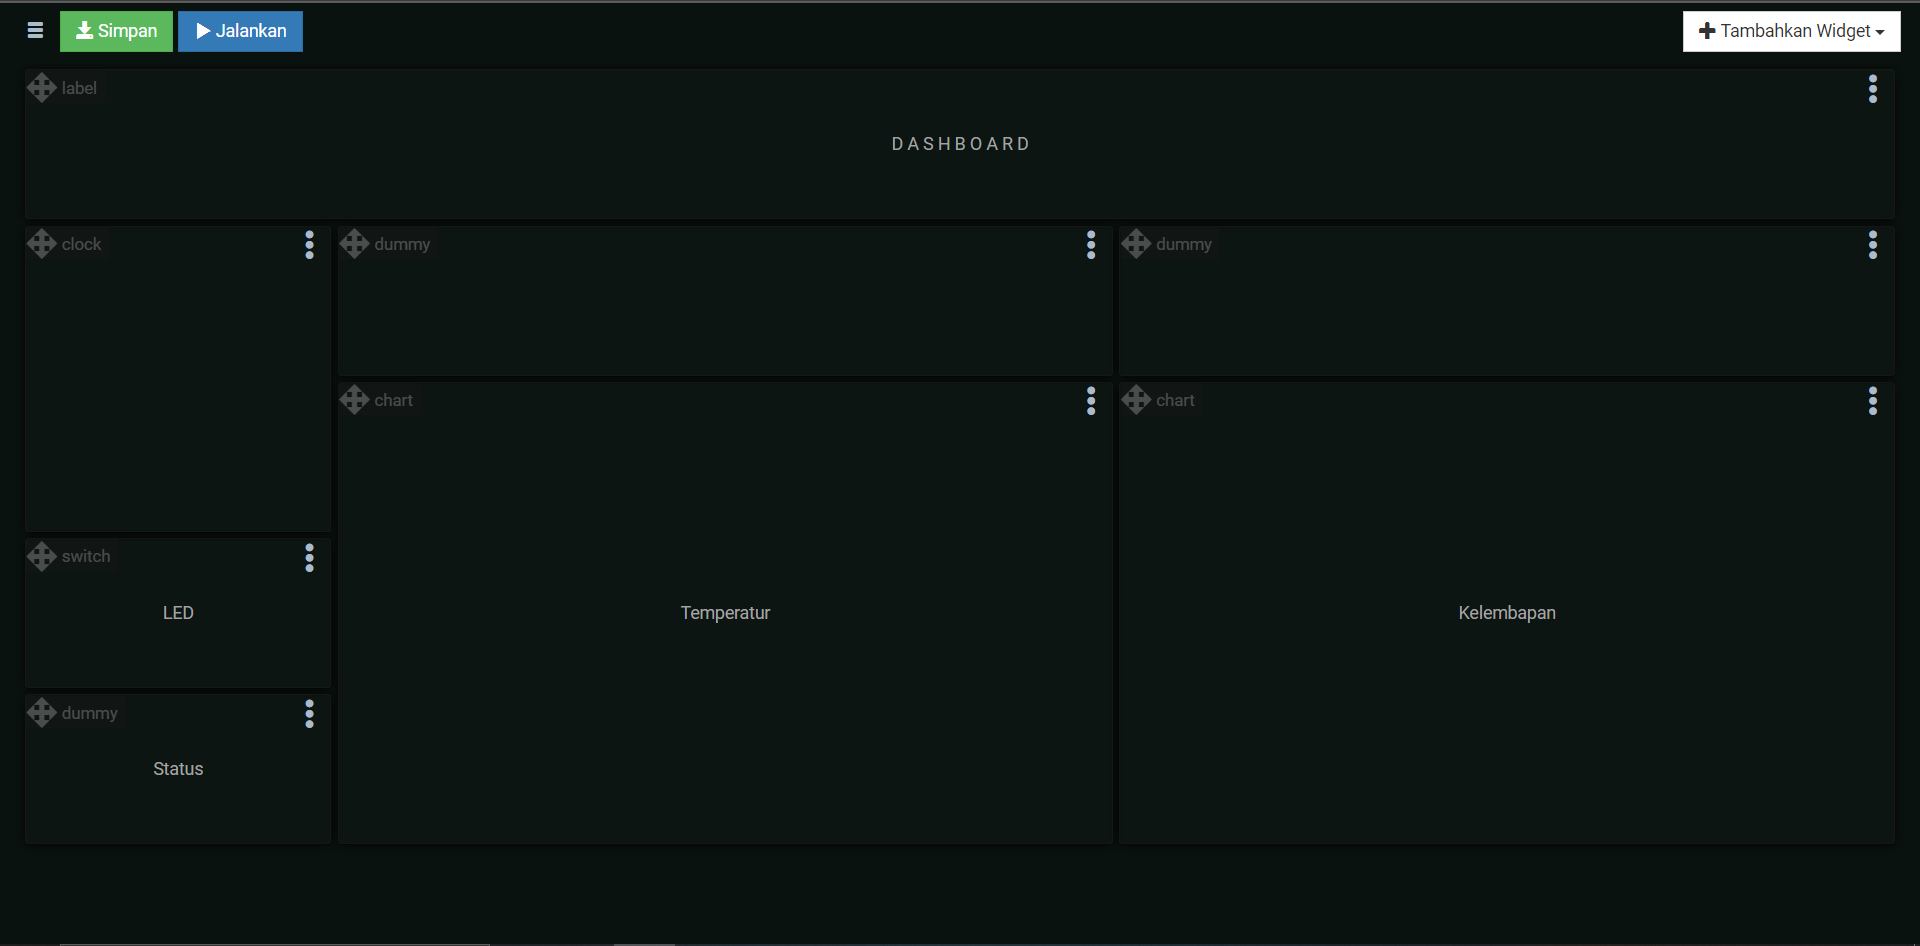 Simpan Jalankan Tambahkan Widget
label
DASHBOARD
clock dummy dummy
chart chart
switch
LED Temperatur Kelembapan
dummy
Status